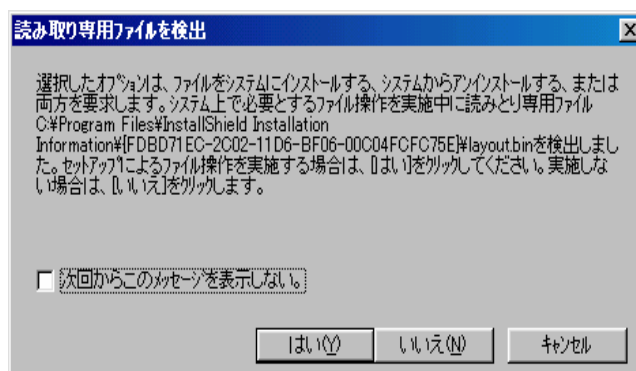 読み取り専用ファイルを検出
選択したオプションは、ファイルをシステムにインストールする、システムからアンインストールする、または
両方を要求します。システム上で必要とするファイル操作を実施中に読みとり専用ファイル
C:¥Program Files¥InstallShield Installation
Information¥{FDBD71EC-2C02-11D6-BF06-00C04FCFC75E}¥layout.binを検出しまし
た。セットアップによるファイル操作を実施する場合は、[はい]をクリックしてください。実施しな
い場合は、[いいえ]をクリックします。
次回からこのメッセージを表示しない。
はい(Y) いいえ(N) キャンセル